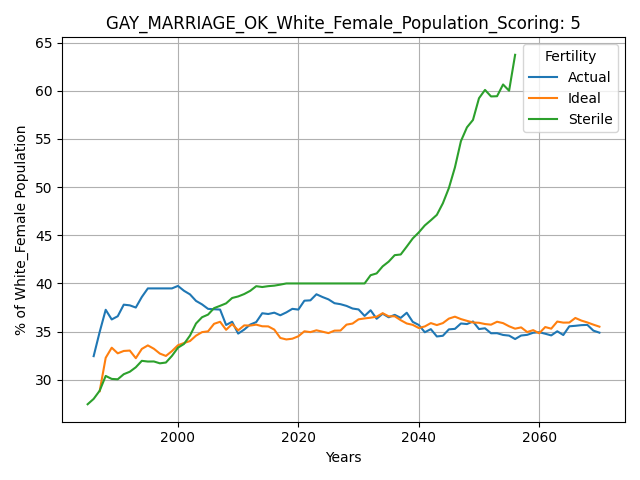 GAY_MARRIAGE_OK_White_Female_Population_Scoring: 5
% of White_Female Population
65
60
55
50
45
40
35
30
Fertility
Actual
Ideal
Sterile
2000
2020
2040
2060
Years